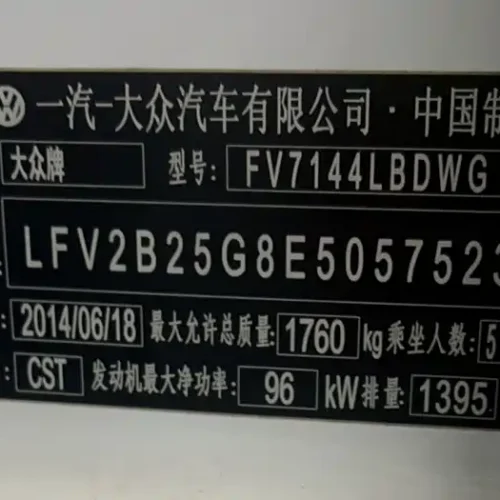 一汽-大众汽车有限公司·中国制
大众牌 型号: FV7144LBDWG
LFV2B25G8E5057523
: 2014/06/18 最大允许总质量: 1760 kg 乘坐人数: 5
: CST 发动机最大净功率: 96 kW 排量: 1395